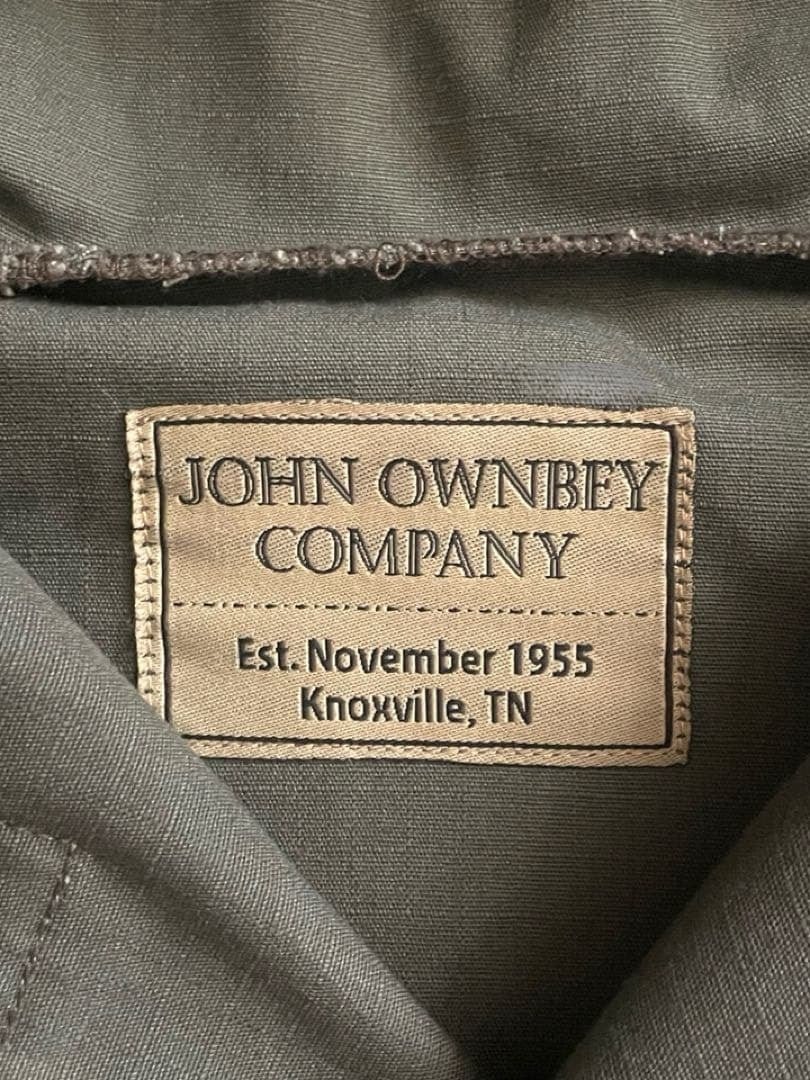 JOHN OWNBEY
COMPANY
Est. November 1955
Knoxville, TN